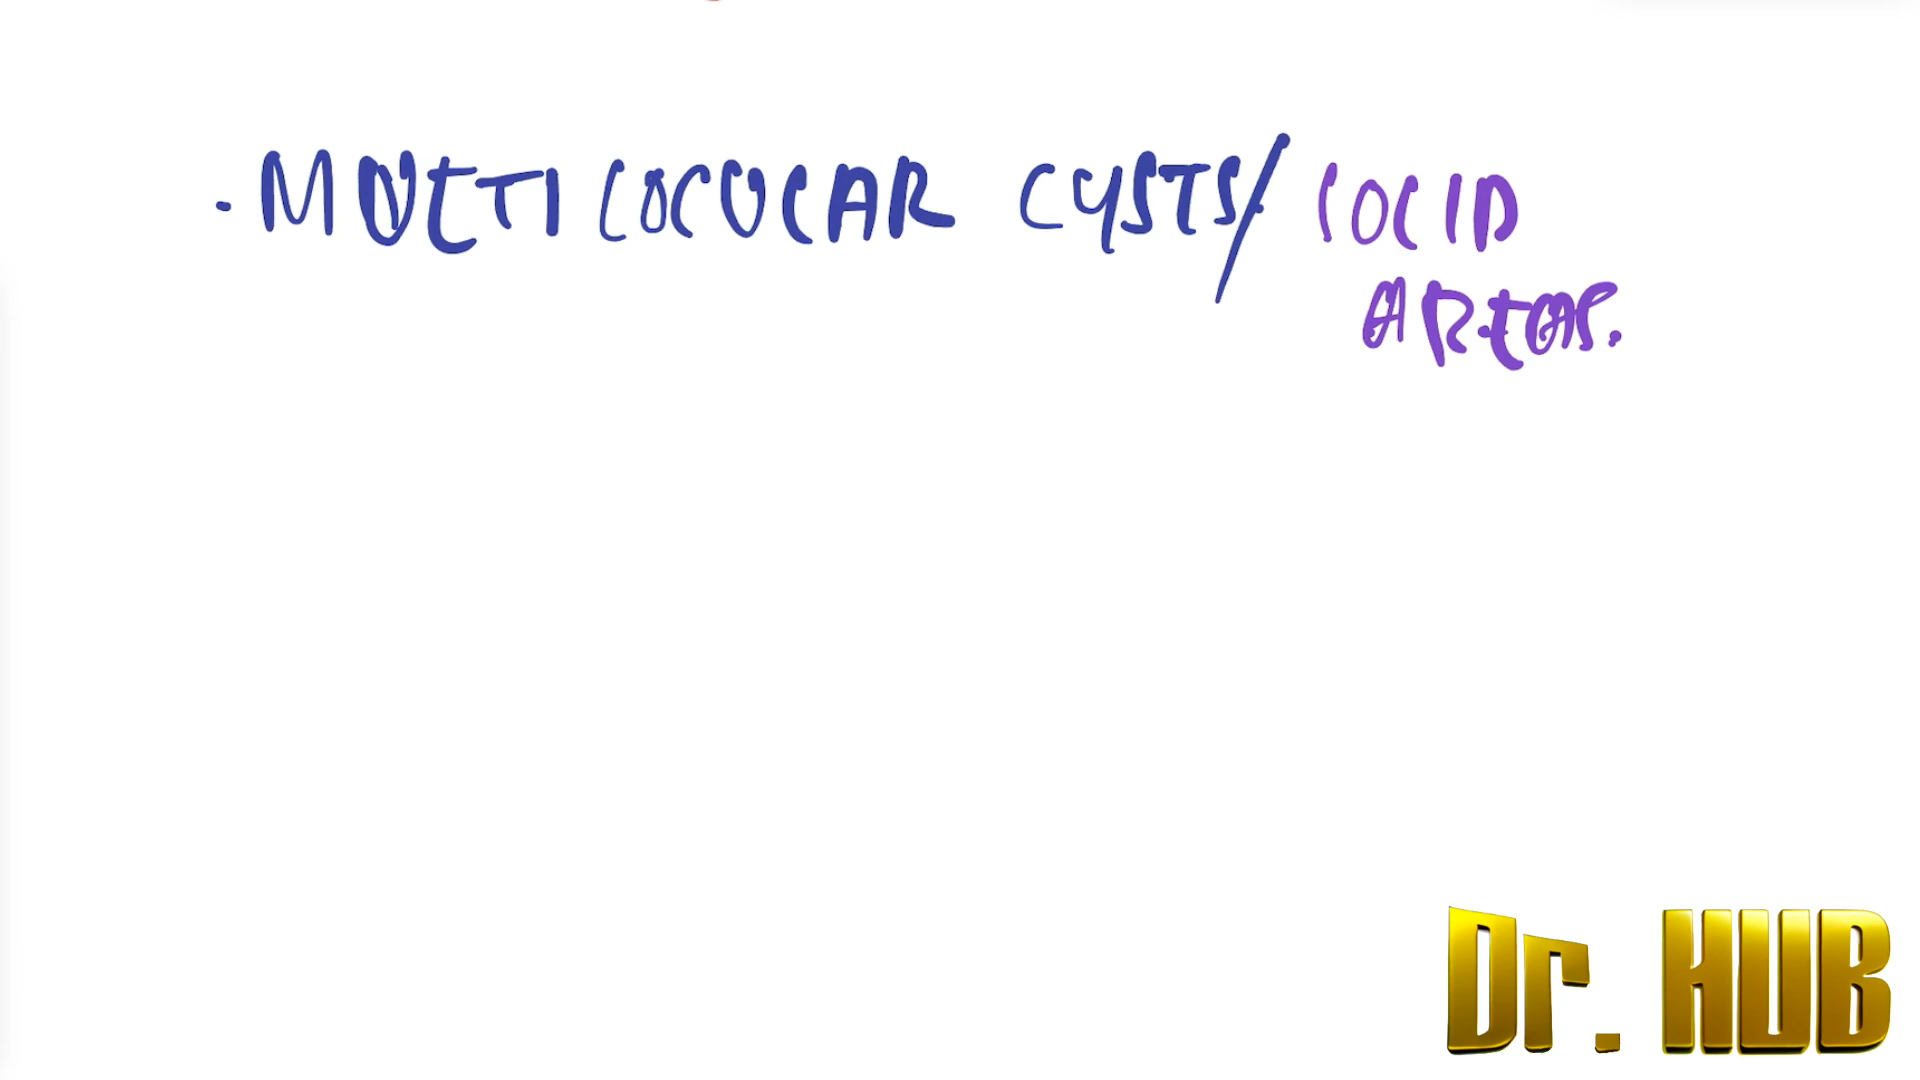 . MULTILOCULAR CYSTS/ SOLID
AREAS.
Dr. HUB